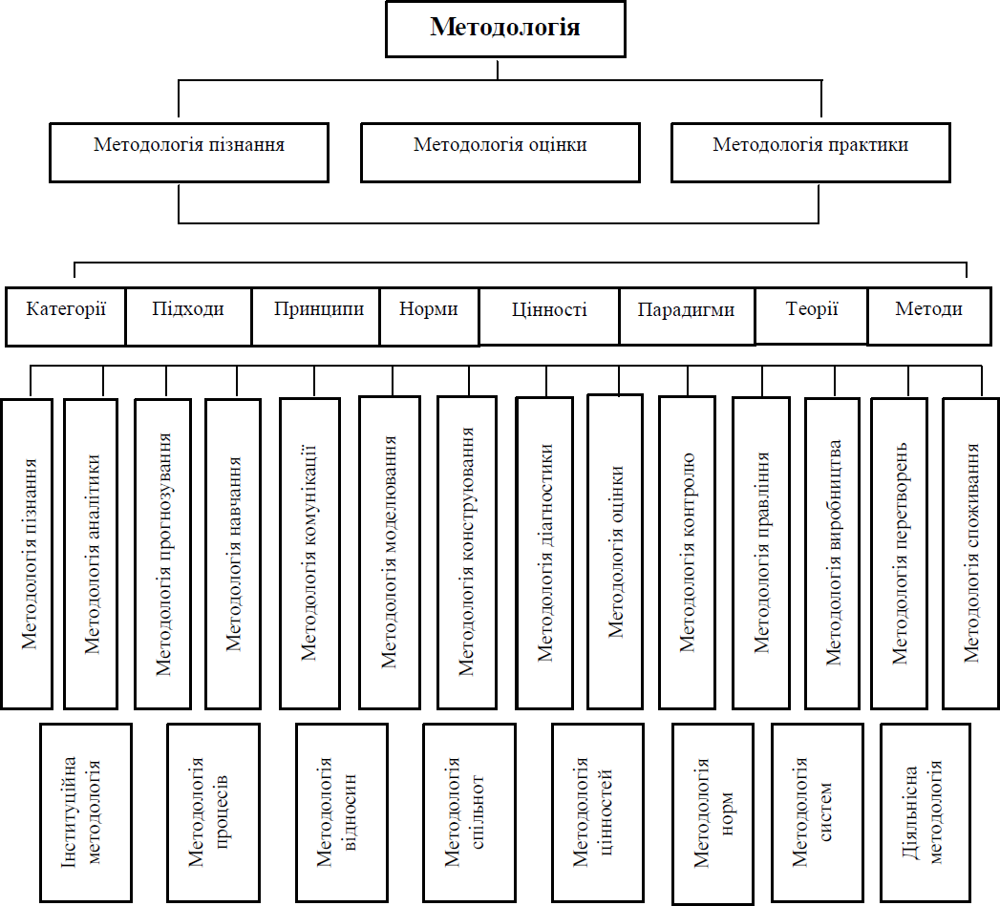 Методологія
Методологія пізнання
Методологія оцінки
Методологія практики
Категорії
Підходи
Принципи
Норми
Цінності
Парадигми
Теорії
Методи
Методологія пізнання
Методологія аналітики
Методологія прогнозування
Методологія навчання
Методологія комунікації
Методологія моделювання
Методологія конструювання
Методологія діагностики
Методологія оцінки
Методологія контролю
Методологія правління
Методологія виробництва
Методологія перетворень
Методологія споживання
Інституційна
методологія
Методологія
процесів
Методологія
відносин
Методологія
спільнот
Методологія
цінностей
Методологія
норм
Методологія
систем
Діяльнісна
методологія